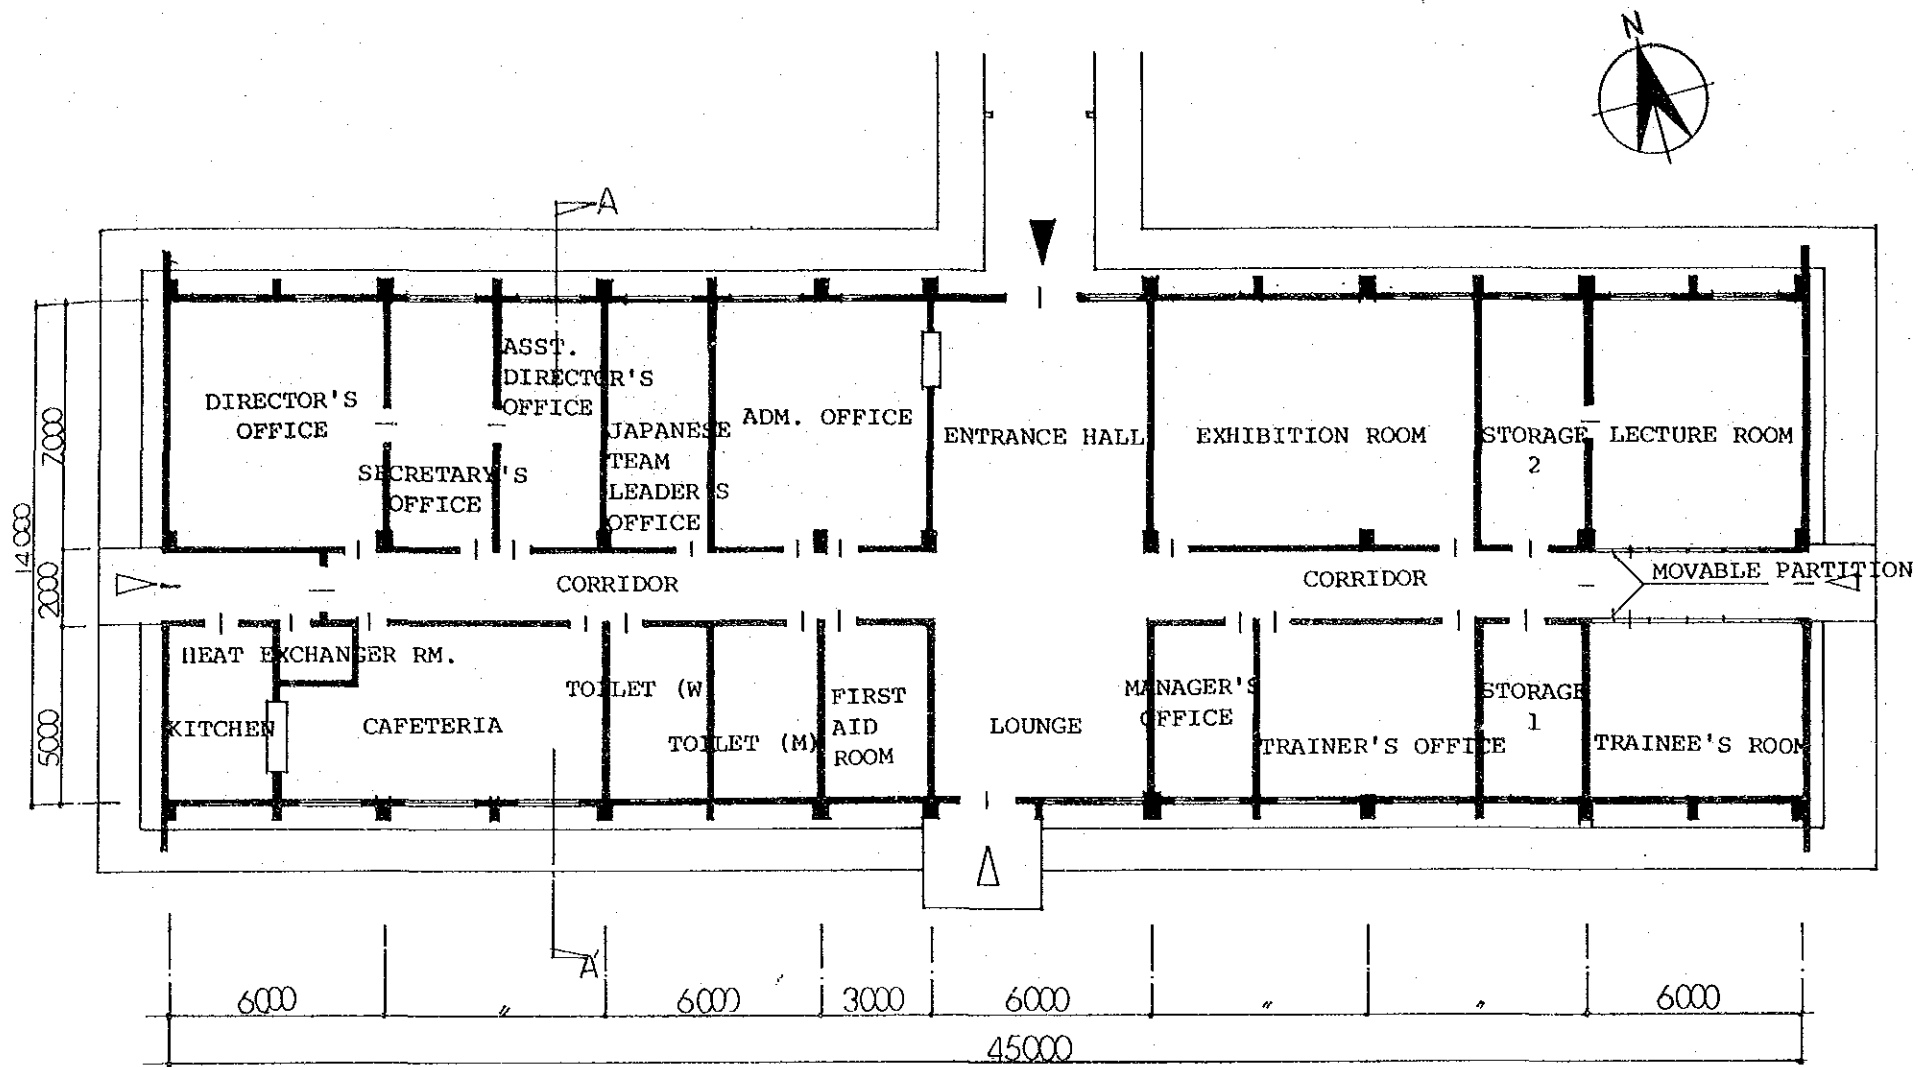 N
A
ASST.
DIRECTOR'S
OFFICE
DIRECTOR'S
OFFICE
SECRETARY'S
OFFICE
JAPANESE
TEAM
LEADER'S
OFFICE
ADM. OFFICE
ENTRANCE HALL
EXHIBITION ROOM
STORAGE
2
LECTURE ROOM
7000
14000
2000
5000
CORRIDOR
CORRIDOR
MOVABLE PARTITION
HEAT EXCHANGER RM.
KITCHEN
CAFETERIA
TOILET (W
TOILET (M)
FIRST
AID
ROOM
LOUNGE
MANAGER'S
OFFICE
TRAINER'S OFFICE
STORAGE
1
TRAINEE'S ROOM
A'
6000 〃 6000 3000 6000 〃 〃 6000
45000